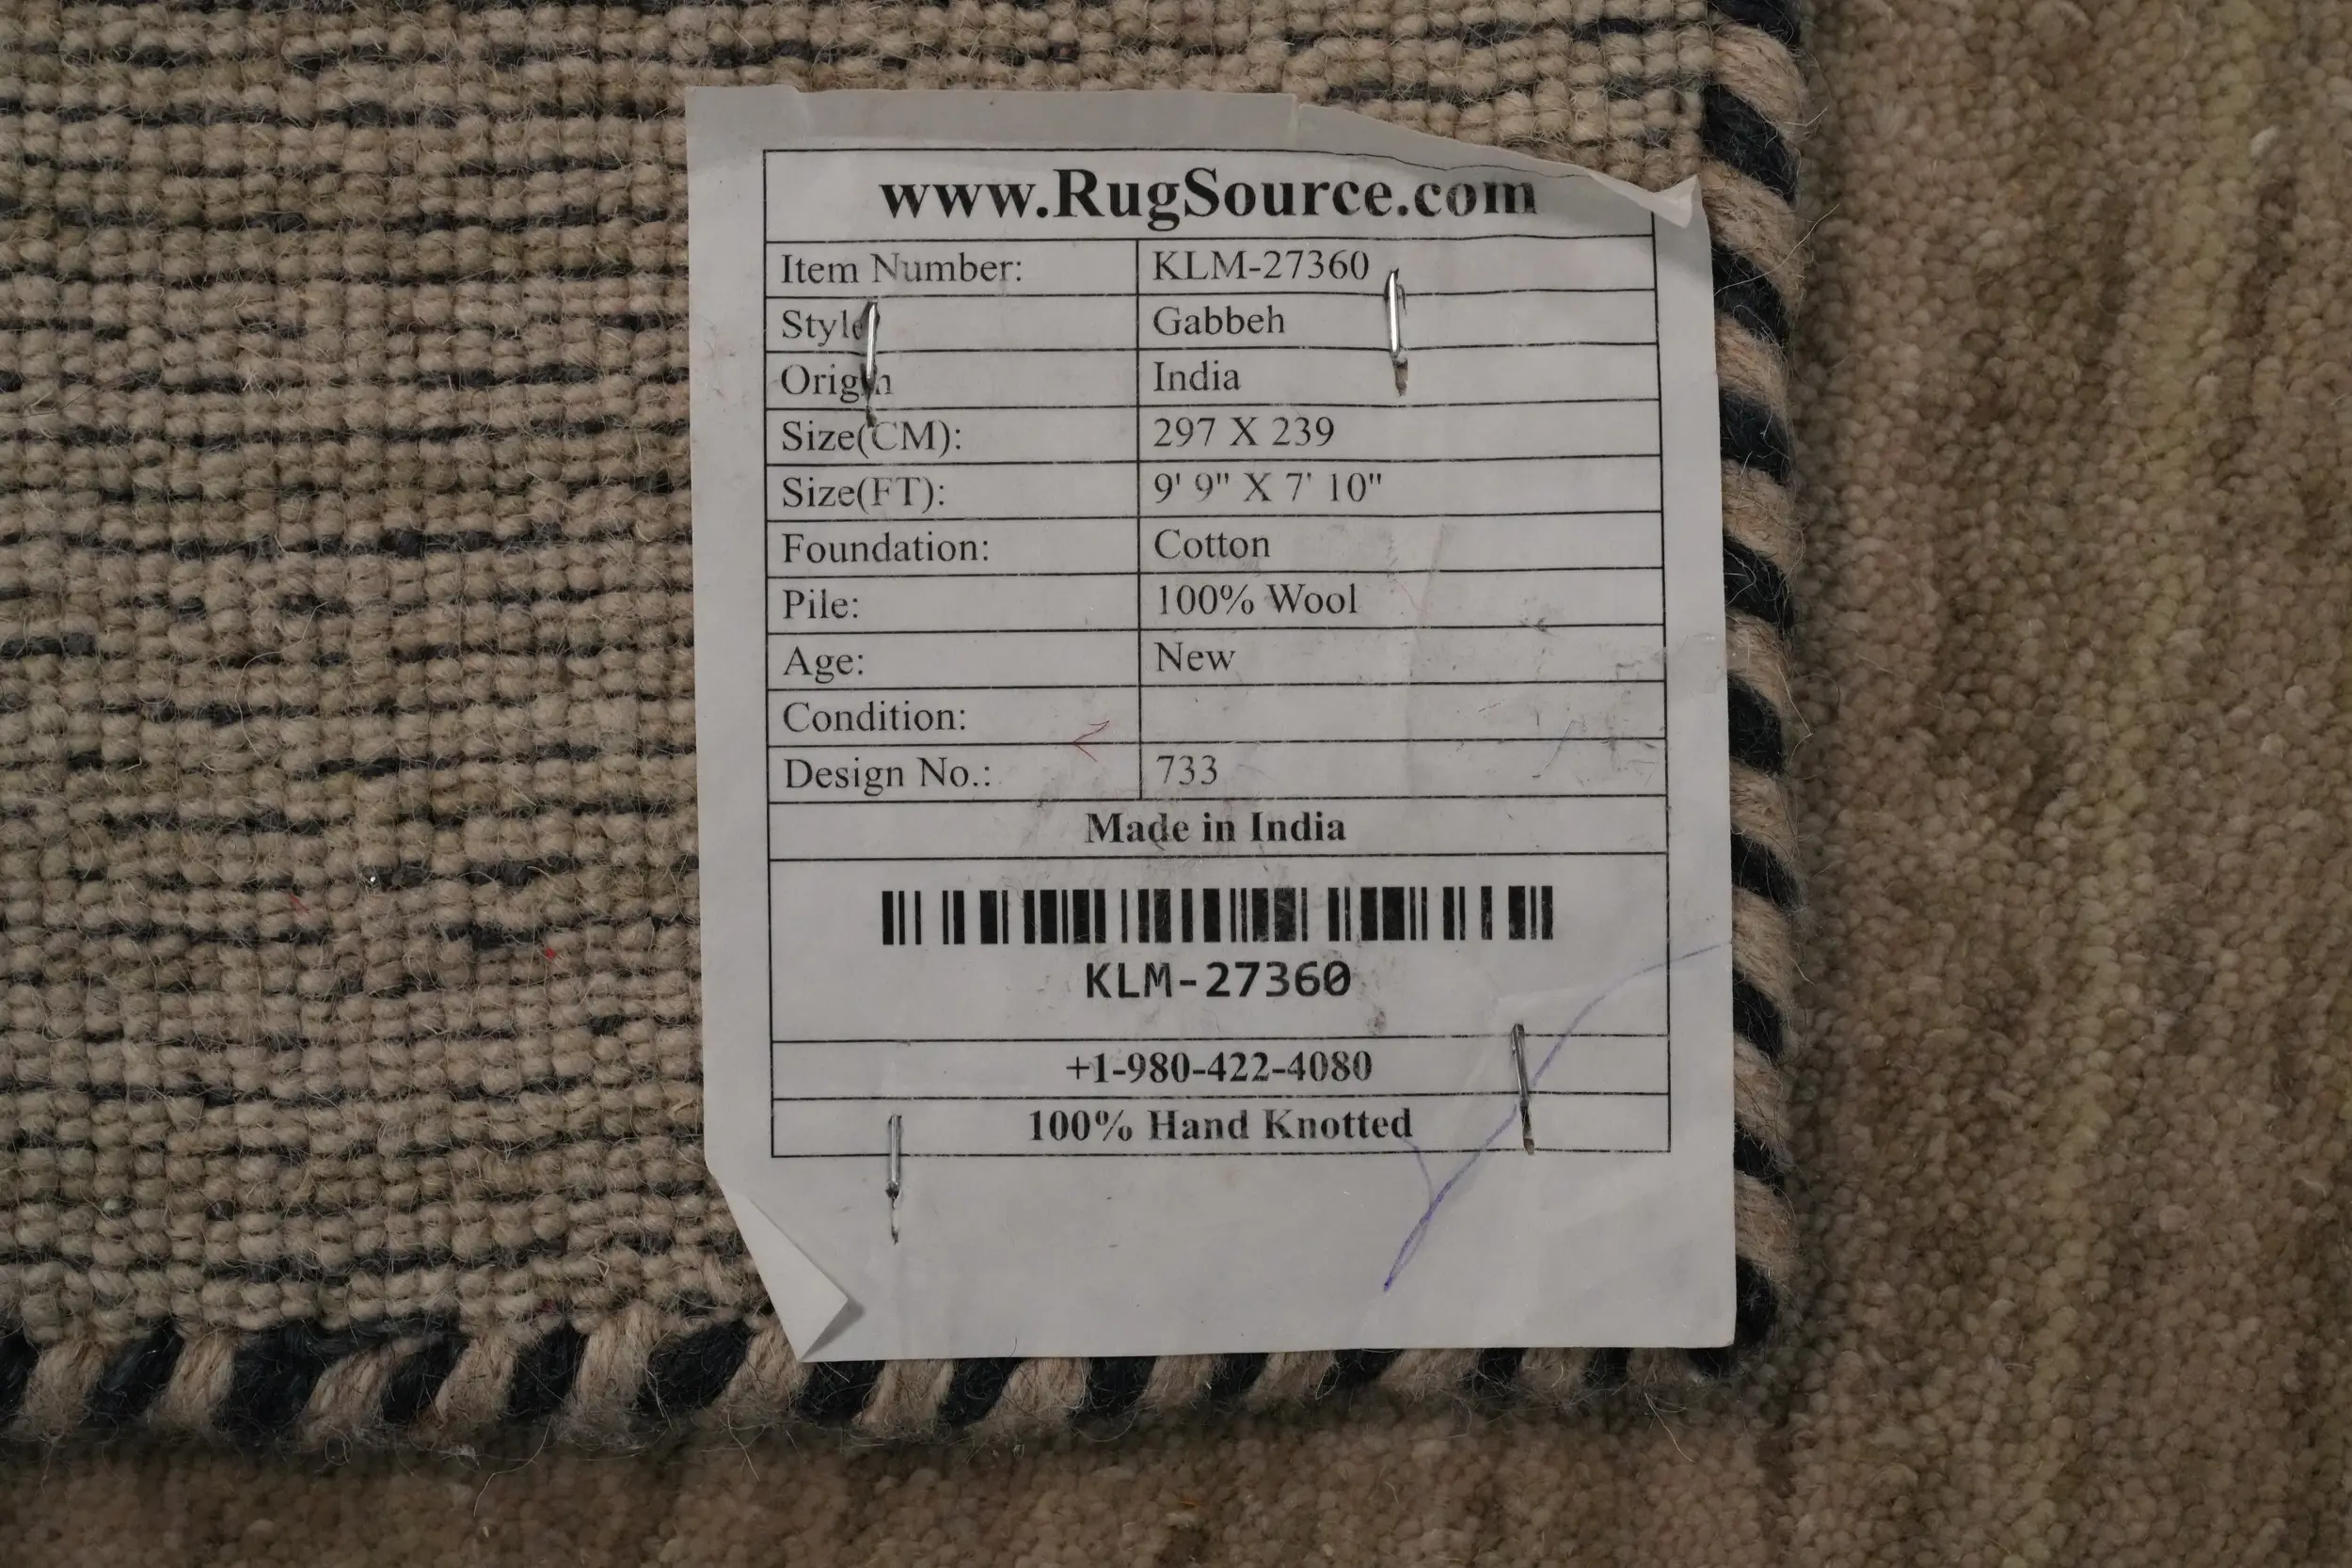 www.RugSource.com
Item Number: KLM-27360
Style Gabbeh
Origin India
Size(CM): 297 X 239
Size(FT): 9' 9" X 7' 10"
Foundation: Cotton
Pile: 100% Wool
Age: New
Condition:
Design No.: 733
Made in India
KLM-27360
+1-980-422-4080
100% Hand Knotted